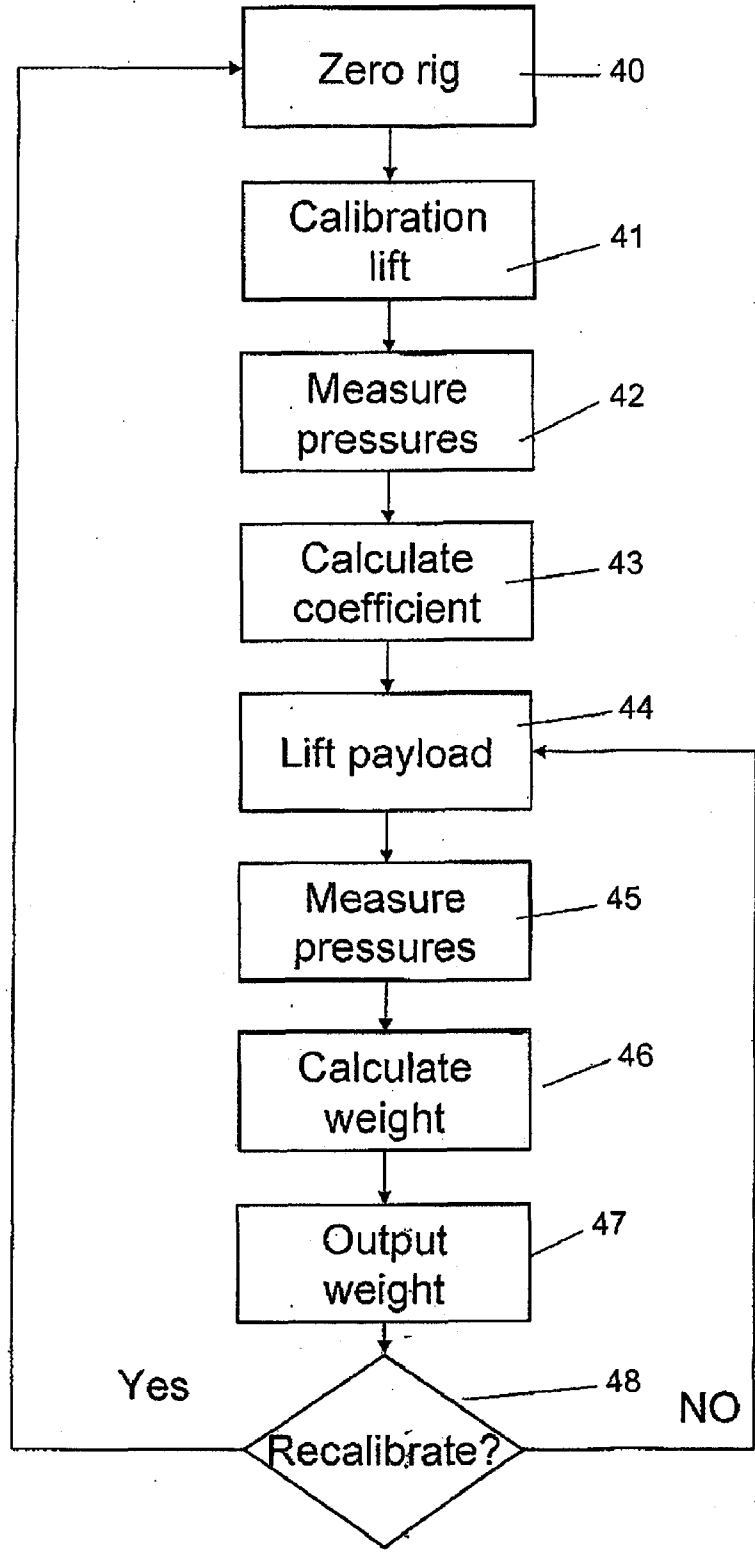 Zero rig
40
Calibration
lift
41
Measure
pressures
42
Calculate
coefficient
43
Lift payload
44
Measure
pressures
45
Calculate
weight
46
Output
weight
47
Yes
Recalibrate?
48
NO